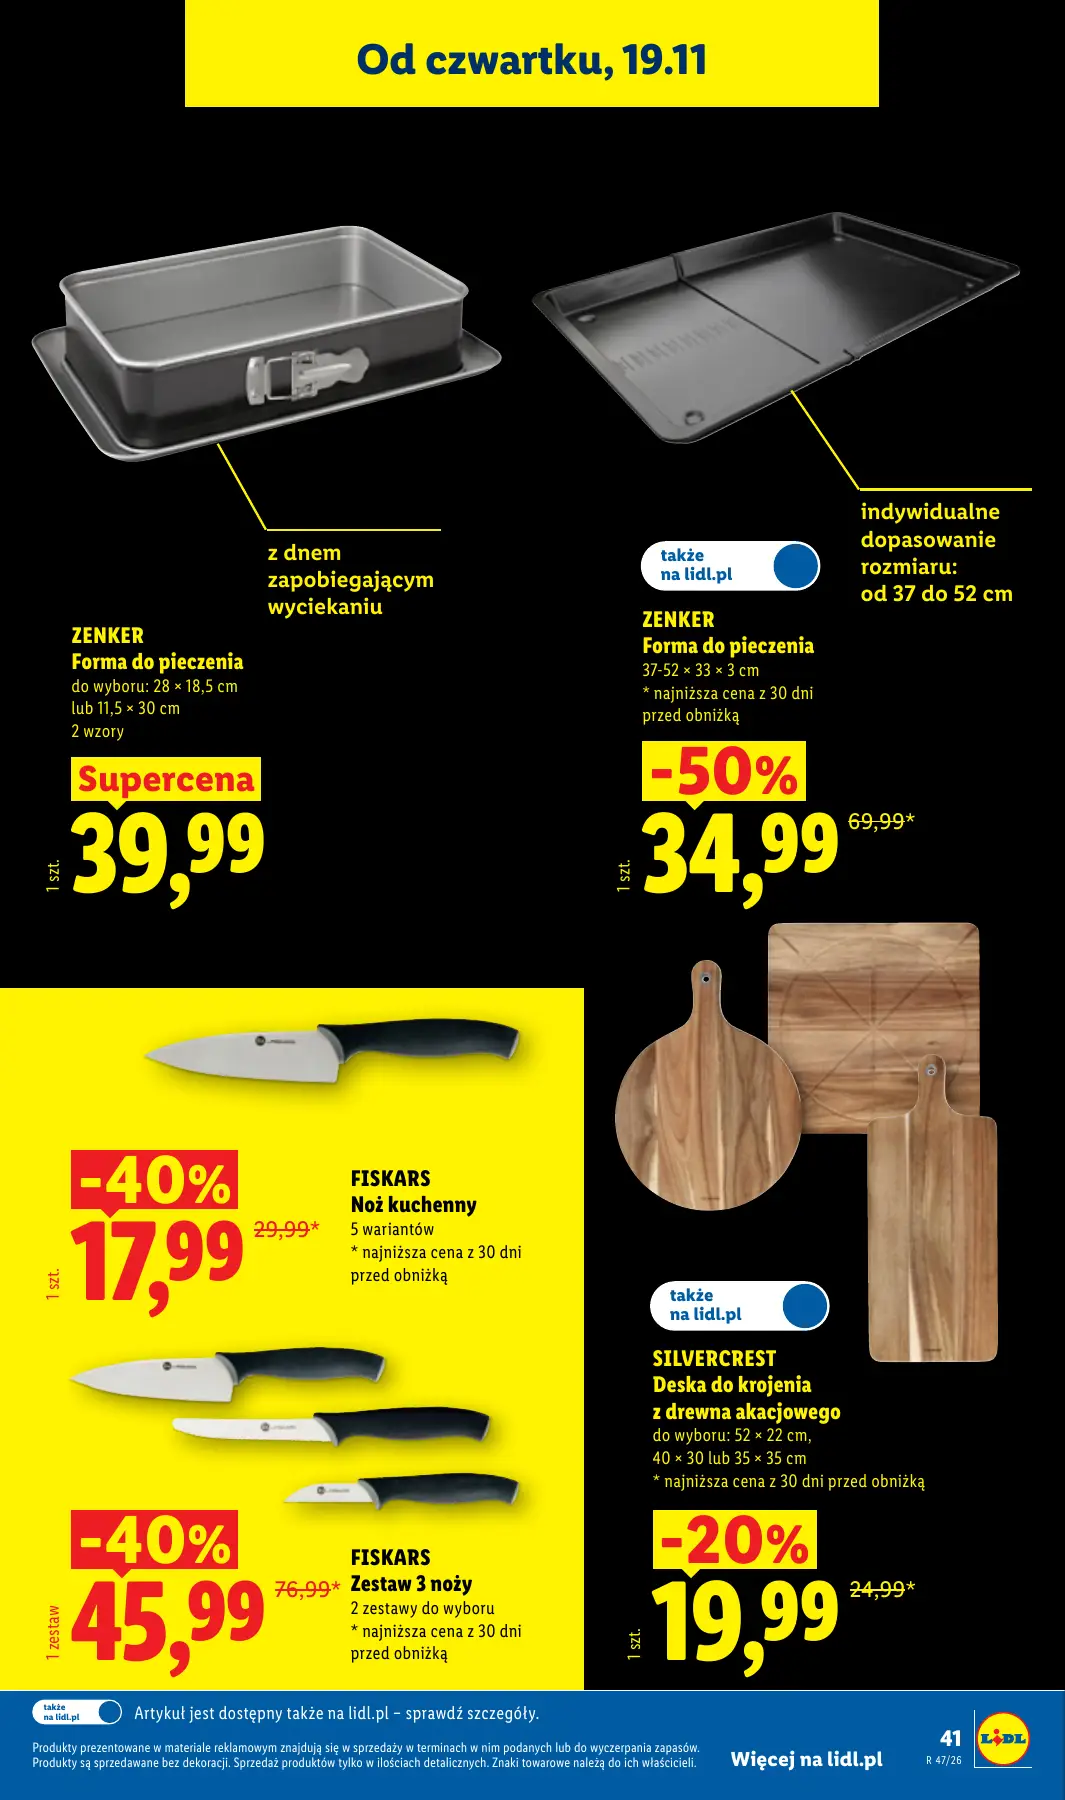 Od czwartku, 19.11
z dnem
zapobiegającym
wyciekaniu
ZENKER
Forma do pieczenia
do wyboru: 28 × 18,5 cm
lub 11,5 × 30 cm
2 wzory
Supercena
1 szt.
39,99
indywidualne
dopasowanie
rozmiaru:
od 37 do 52 cm
także
na lidl.pl
ZENKER
Forma do pieczenia
37-52 × 33 × 3 cm
* najniższa cena z 30 dni
przed obniżką
-50%
69,99*
1 szt.
34,99
-40%
29,99*
1 szt.
17,99
FISKARS
Noż kuchenny
5 wariantów
* najniższa cena z 30 dni
przed obniżką
-40%
76,99*
1 zestaw
45,99
FISKARS
Zestaw 3 noży
2 zestawy do wyboru
* najniższa cena z 30 dni
przed obniżką
także
na lidl.pl
SILVERCREST
Deska do krojenia
z drewna akacjowego
do wyboru: 52 × 22 cm,
40 × 30 lub 35 × 35 cm
* najniższa cena z 30 dni przed obniżką
-20%
24,99*
1 szt.
19,99
także
na lidl.pl
Artykuł jest dostępny także na lidl.pl – sprawdź szczegóły.
Produkty prezentowane w materiale reklamowym znajdują się w sprzedaży w terminach w nim podanych lub do wyczerpania zapasów.
Produkty są sprzedawane bez dekoracji. Sprzedaż produktów tylko w ilościach detalicznych. Znaki towarowe należą do ich właścicieli.
Więcej na lidl.pl
41
R 47/26
LIDL